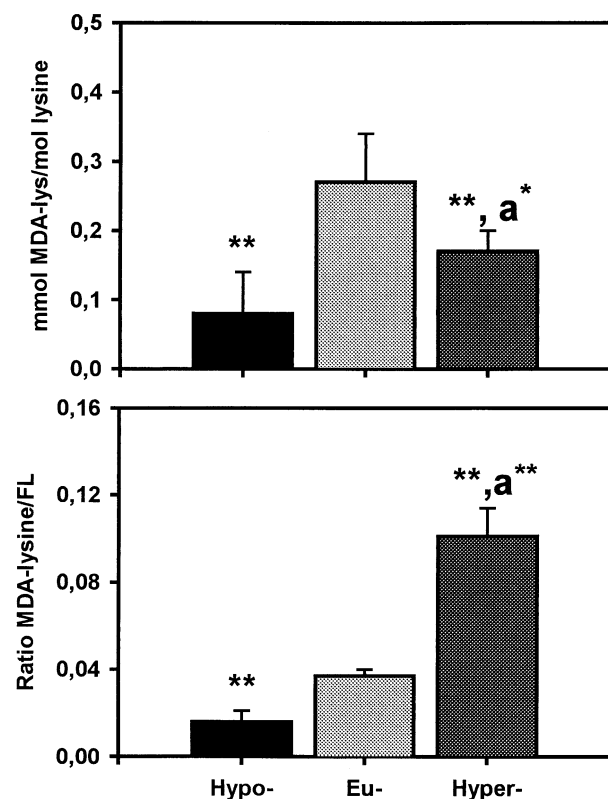 0,5
0,4
0,3
0,2
0,1
0,0
mmol MDA-lys/mol lysine
**
**, a*
0,16
0,12
0,08
0,04
0,00
Ratio MDA-lysine/FL
**
**,a**
Hypo- Eu- Hyper-